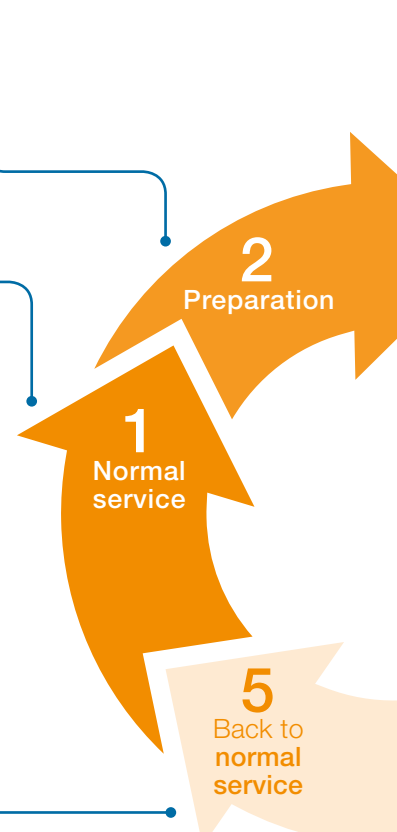 2
Preparation
1
Normal
service
5
Back to
normal
service